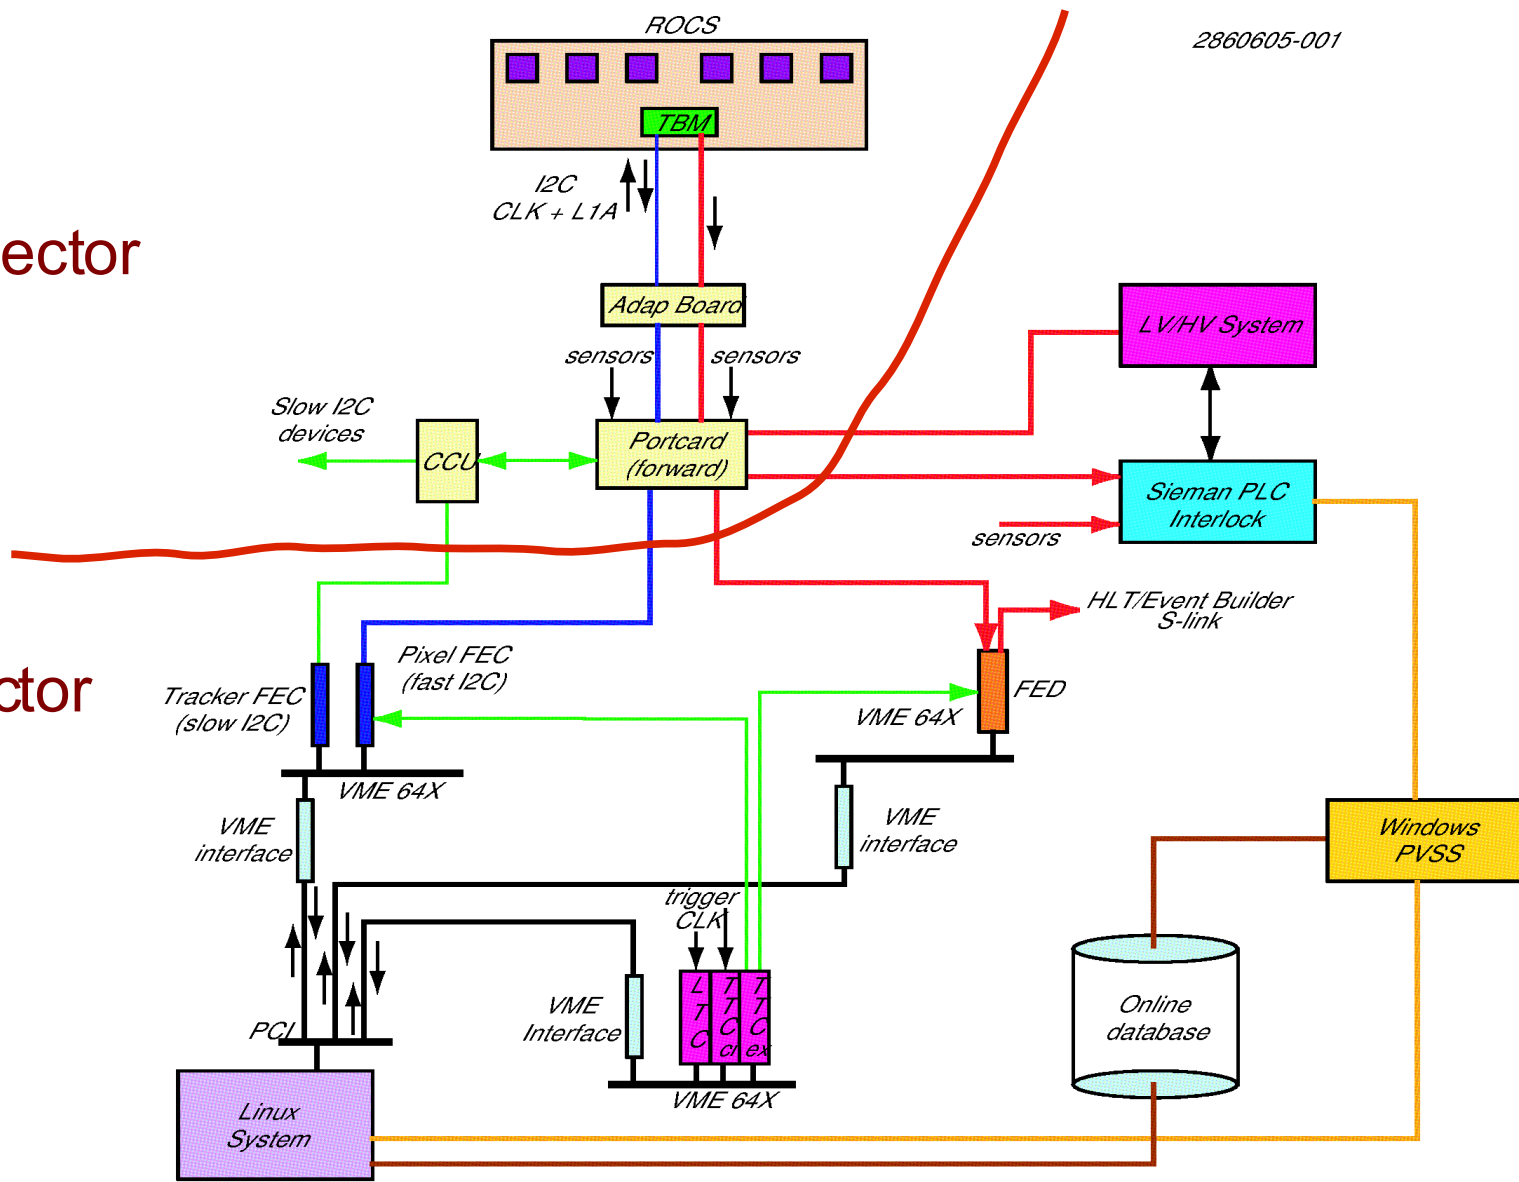 ROCS
2860605-001
TBM
I2C
CLK + L1A
ector
Adap Board
LV/HV System
sensors
sensors
Slow I2C
devices
CCU
Portcard
(forward)
Sieman PLC
Interlock
sensors
HLT/Event Builder
S-link
Pixel FEC
(fast I2C)
ctor
Tracker FEC
(slow I2C)
FED
VME 64X
VME 64X
VME
interface
VME
interface
Windows
PVSS
trigger
CLK
PCI
VME
Interface
LTC
TTCci
TTCex
Online
database
VME 64X
Linux
System